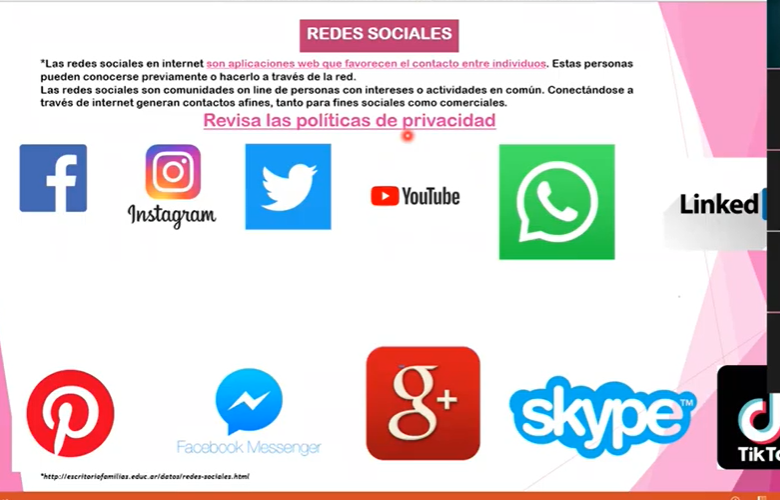 REDES SOCIALES
*Las redes sociales en internet son aplicaciones web que favorecen el contacto entre individuos. Estas personas
pueden conocerse previamente o hacerlo a través de la red.
Las redes sociales son comunidades on line de personas con intereses o actividades en común. Conectándose a
través de internet generan contactos afines, tanto para fines sociales como comerciales.
Revisa las políticas de privacidad
f
Instagram
YouTube
Linked
P
Facebook Messenger
g+
skype™
TikTo
*http://escritoriofamilias.educ.ar/datos/redes-sociales.html